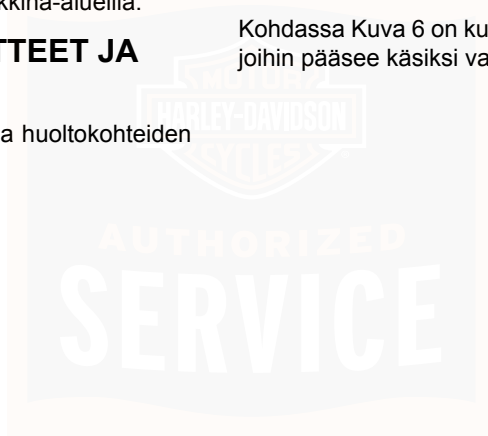 kkina-alueilla.
TTEET JA
a huoltokohteiden
Kohdassa Kuva 6 on ku
joihin pääsee käsiksi va
MOTOR
HARLEY-DAVIDSON
CYCLES
AUTHORIZED
SERVICE